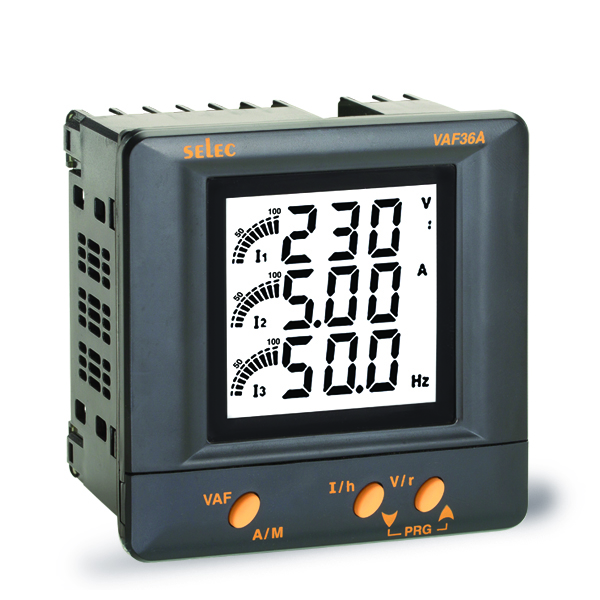 SELEC VAF36A
100
50
I1 230 V
:
100
50
I2 5.00 A
100
50
I3 50.0 Hz
VAF I/h V/r
A/M PRG